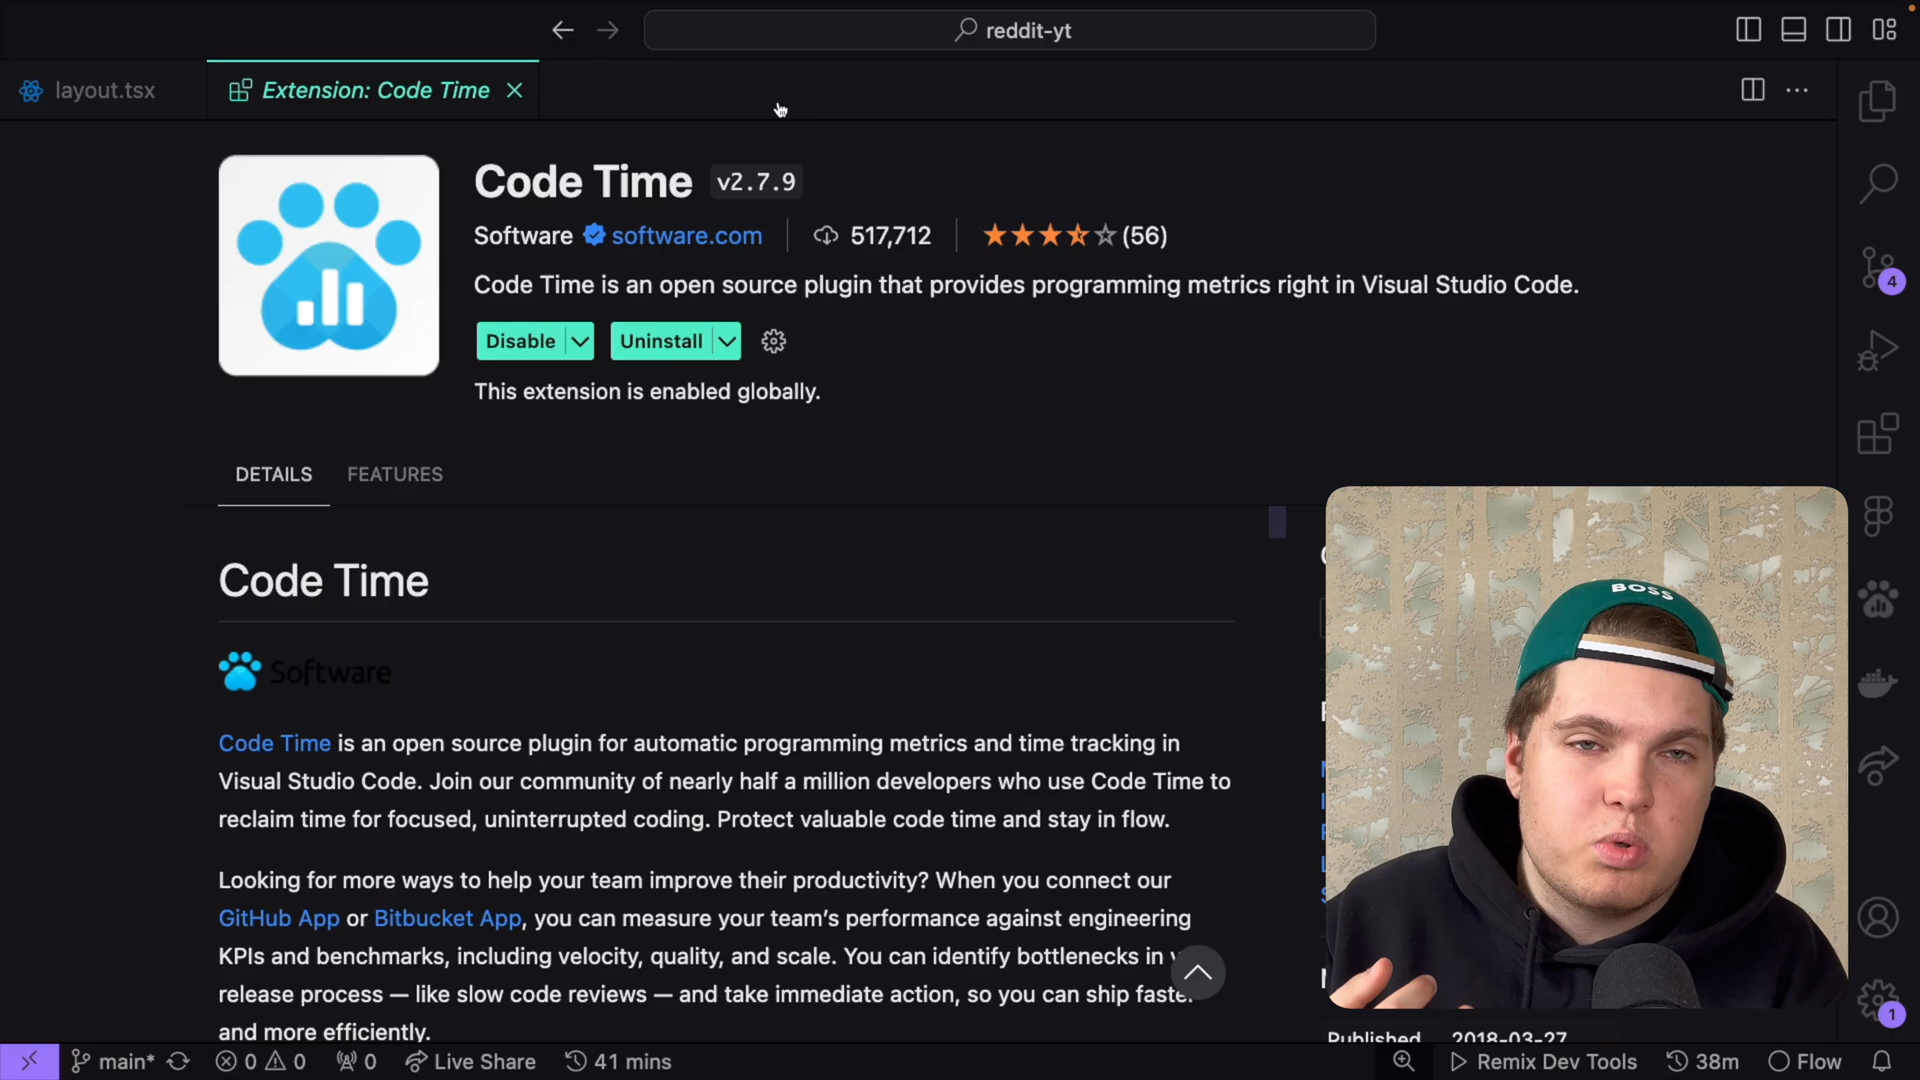 reddit-yt
layout.tsx
Extension: Code Time
Code Time v2.7.9
Software software.com 517,712 (56)
Code Time is an open source plugin that provides programming metrics right in Visual Studio Code.
Disable Uninstall
This extension is enabled globally.
DETAILS FEATURES
Code Time
Software
Code Time is an open source plugin for automatic programming metrics and time tracking in
Visual Studio Code. Join our community of nearly half a million developers who use Code Time to
reclaim time for focused, uninterrupted coding. Protect valuable code time and stay in flow.
Looking for more ways to help your team improve their productivity? When you connect our
GitHub App or Bitbucket App, you can measure your team’s performance against engineering
KPIs and benchmarks, including velocity, quality, and scale. You can identify bottlenecks in
release process — like slow code reviews — and take immediate action, so you can ship faster
and more efficiently.
BOSS
Published 2018-03-27
4
1
main* 0 0 0 Live Share 41 mins
Remix Dev Tools 38m Flow